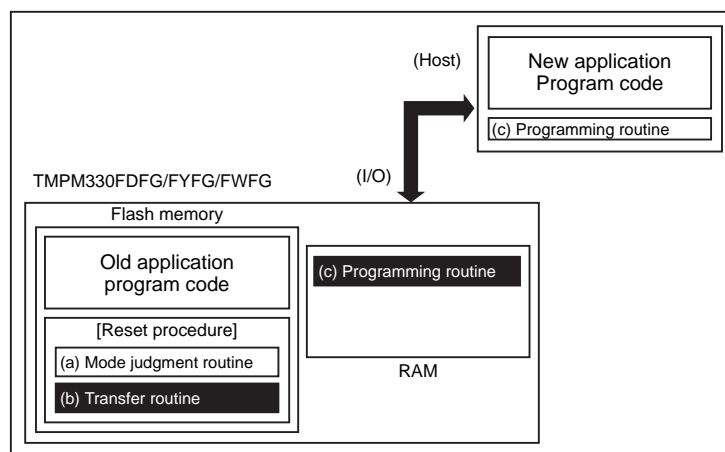 (Host)
New application
Program code
(c) Programming routine
(I/O)
TMPM330FDFG/FYFG/FWFG
Flash memory
Old application
program code
[Reset procedure]
(a) Mode judgment routine
(b) Transfer routine
(c) Programming routine
RAM